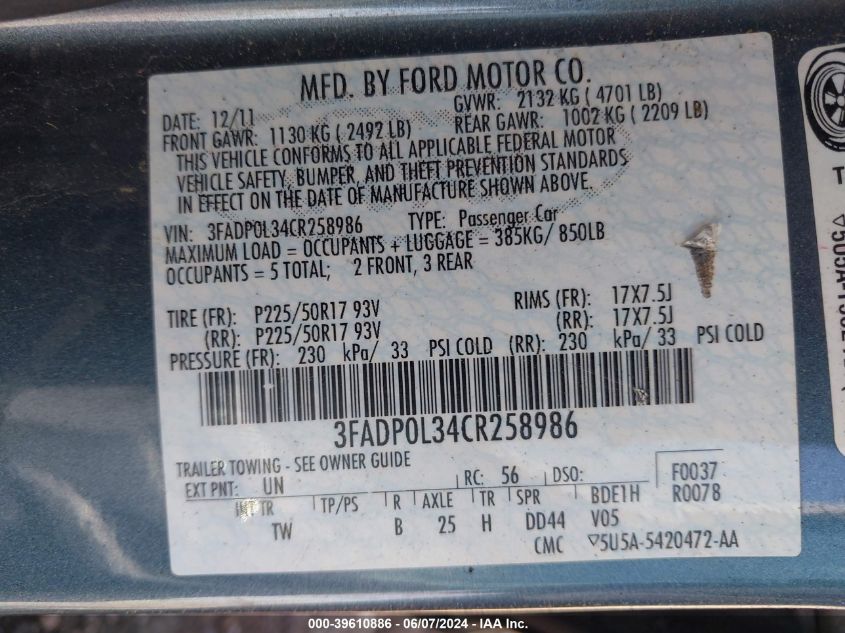 MFD. BY FORD MOTOR CO.
DATE: 12/11 GVWR: 2132 KG ( 4701 LB)
FRONT GAWR: 1130 KG ( 2492 LB) REAR GAWR: 1002 KG ( 2209 LB)
THIS VEHICLE CONFORMS TO ALL APPLICABLE FEDERAL MOTOR
VEHICLE SAFETY, BUMPER, AND THEFT PREVENTION STANDARDS
IN EFFECT ON THE DATE OF MANUFACTURE SHOWN ABOVE.
VIN: 3FADP0L34CR258986 TYPE: Passenger Car
MAXIMUM LOAD = OCCUPANTS + LUGGAGE = 385KG/ 850LB
OCCUPANTS = 5 TOTAL; 2 FRONT, 3 REAR
TIRE (FR): P225/50R17 93V RIMS (FR): 17X7.5J
(RR): P225/50R17 93V (RR): 17X7.5J
PRESSURE (FR): 230 kPa/ 33 PSI COLD (RR): 230 kPa/ 33 PSI COLD
3FADP0L34CR258986
TRAILER TOWING - SEE OWNER GUIDE
EXT PNT: UN RC: 56 DSO: F0037
INT TR TP/PS R AXLE TR SPR BDE1H R0078
TW B 25 H DD44 V05
CMC 5U5A-5420472-AA
000-39610886 - 06/07/2024 - IAA Inc.